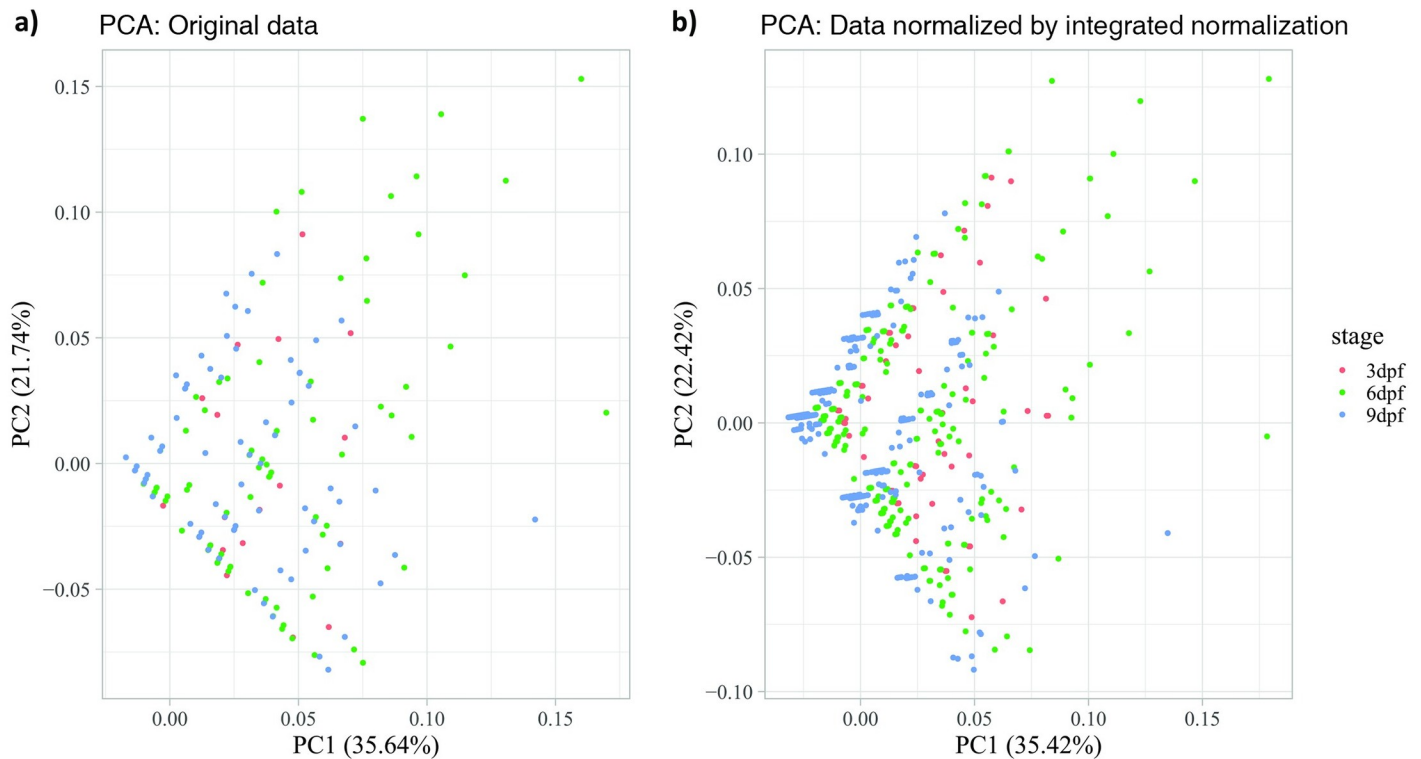 a) PCA: Original data
0.15
0.10
0.05
0.00
−0.05
PC2 (21.74%)
0.00 0.05 0.10 0.15
PC1 (35.64%)
b) PCA: Data normalized by integrated normalization
0.10
0.05
0.00
−0.05
−0.10
PC2 (22.42%)
0.00 0.05 0.10 0.15
PC1 (35.42%)
stage
3dpf
6dpf
9dpf